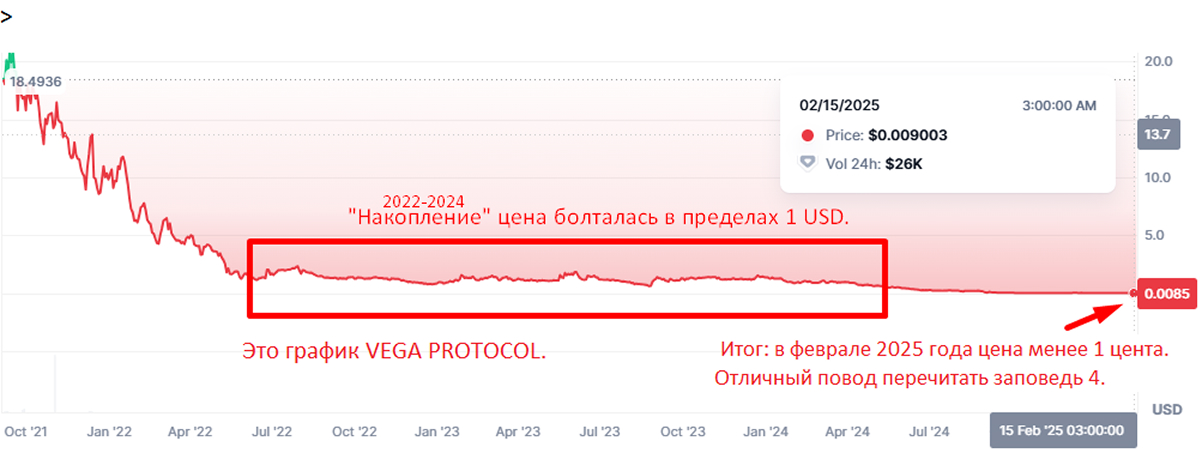 >
20.0
18.4936
02/15/2025 3:00:00 AM
15.0
Price: $0.009003
13.7
Vol 24h: $26K
10.0
2022-2024
"Накопление" цена болталась в пределах 1 USD.
5.0
0.0085
Это график VEGA PROTOCOL.
Итог: в феврале 2025 года цена менее 1 цента.
Отличный повод перечитать заповедь 4.
USD
Oct '21 Jan '22 Apr '22 Jul '22 Oct '22 Jan '23 Apr '23 Jul '23 Oct '23 Jan '24 Apr '24 Jul '24 15 Feb '25 03:00:00